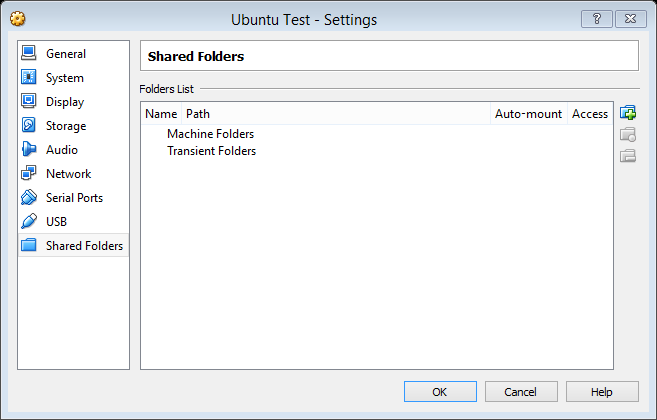 Ubuntu Test - Settings
General
System
Display
Storage
Audio
Network
Serial Ports
USB
Shared Folders
Shared Folders
Folders List
Name Path Auto-mount Access
Machine Folders
Transient Folders
OK Cancel Help